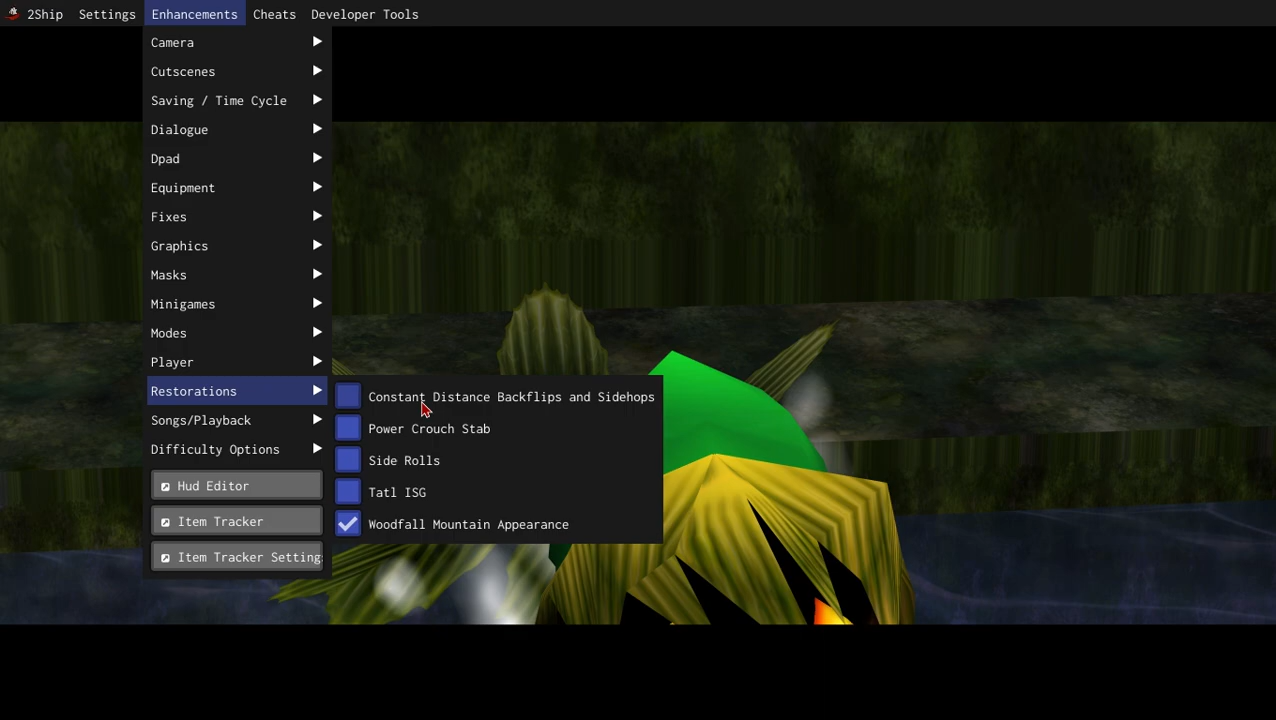 2Ship Settings Enhancements Cheats Developer Tools
Camera
Cutscenes
Saving / Time Cycle
Dialogue
Dpad
Equipment
Fixes
Graphics
Masks
Minigames
Modes
Player
Restorations
Songs/Playback
Difficulty Options
Hud Editor
Item Tracker
Item Tracker Setting
Constant Distance Backflips and Sidehops
Power Crouch Stab
Side Rolls
Tatl ISG
Woodfall Mountain Appearance